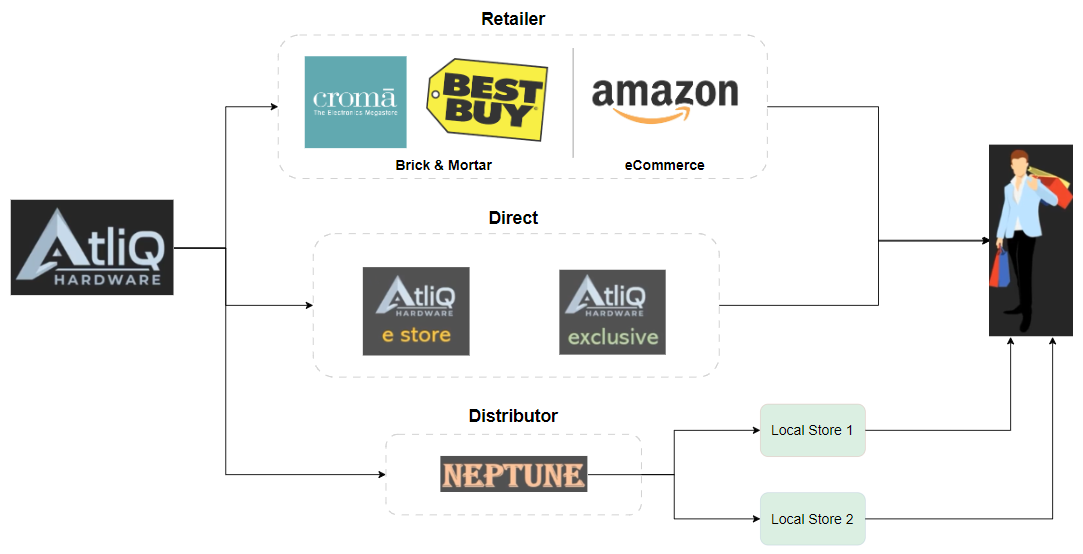 Retailer
cromā
The Electronics Megastore
BEST
BUY
amazon
Brick & Mortar
eCommerce
AtliQ
HARDWARE
Direct
AtliQ
HARDWARE
e store
AtliQ
HARDWARE
exclusive
Distributor
NEPTUNE
Local Store 1
Local Store 2